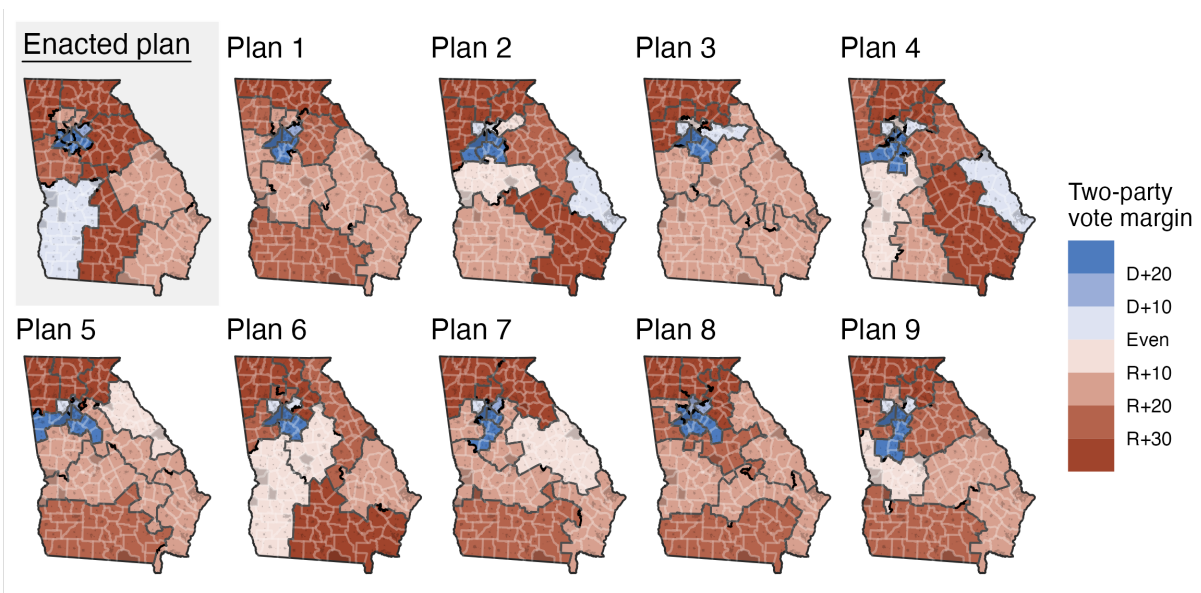 Enacted plan
Plan 1
Plan 2
Plan 3
Plan 4
Plan 5
Plan 6
Plan 7
Plan 8
Plan 9
Two-party
vote margin
D+20
D+10
Even
R+10
R+20
R+30